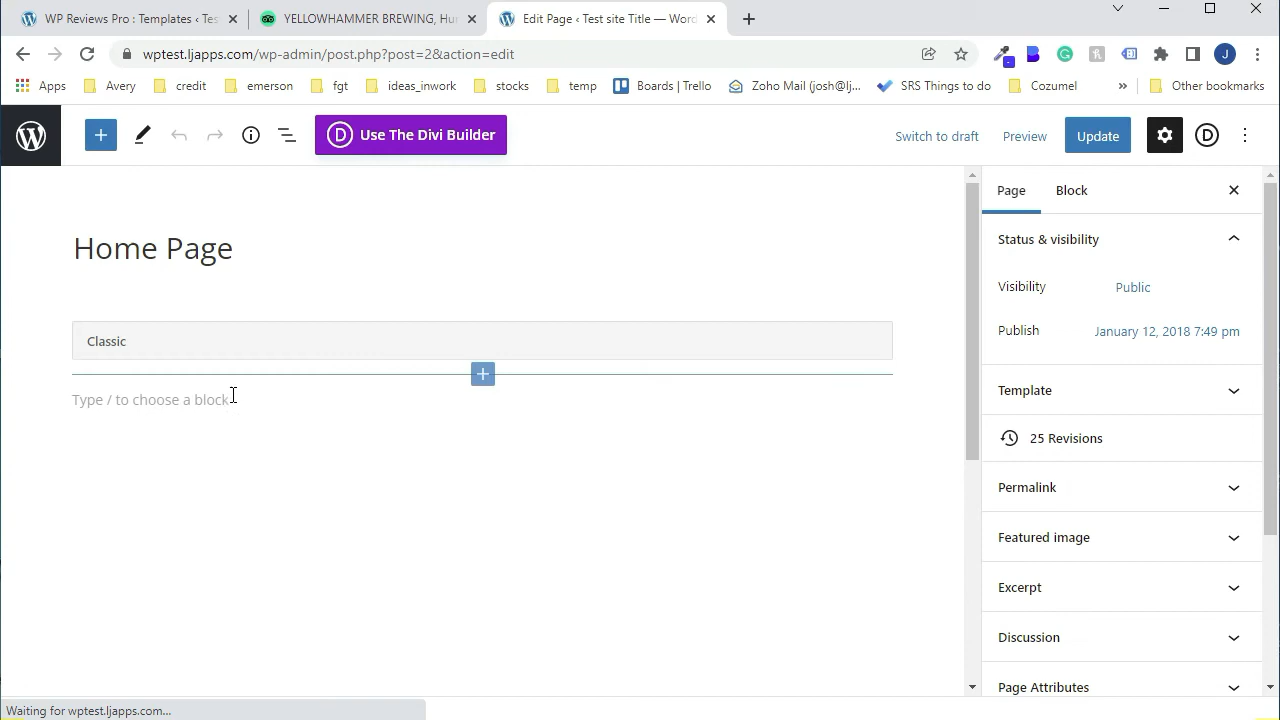 WP Reviews Pro : Templates ‹ Tes
YELLOWHAMMER BREWING, Hun
Edit Page ‹ Test site Title — Word
wptest.ljapps.com/wp-admin/post.php?post=2&action=edit
J
Apps
Avery
credit
emerson
fgt
ideas_inwork
stocks
temp
Boards | Trello
Zoho Mail (josh@lj...
SRS Things to do
Cozumel
»
Other bookmarks
D Use The Divi Builder
Switch to draft
Preview
Update
D
Page
Block
Home Page
Status & visibility
Visibility
Public
Publish
January 12, 2018 7:49 pm
Classic
Type / to choose a block
Template
25 Revisions
Permalink
Featured image
Excerpt
Discussion
Page Attributes
Waiting for wptest.ljapps.com...